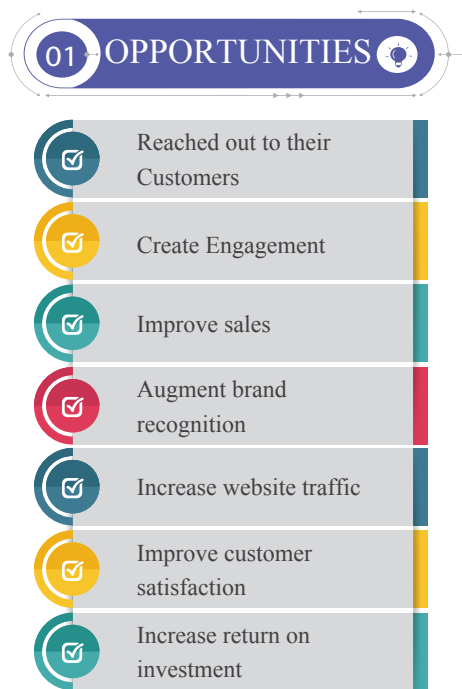 01 OPPORTUNITIES
Reached out to their
Customers
Create Engagement
Improve sales
Augment brand
recognition
Increase website traffic
Improve customer
satisfaction
Increase return on
investment